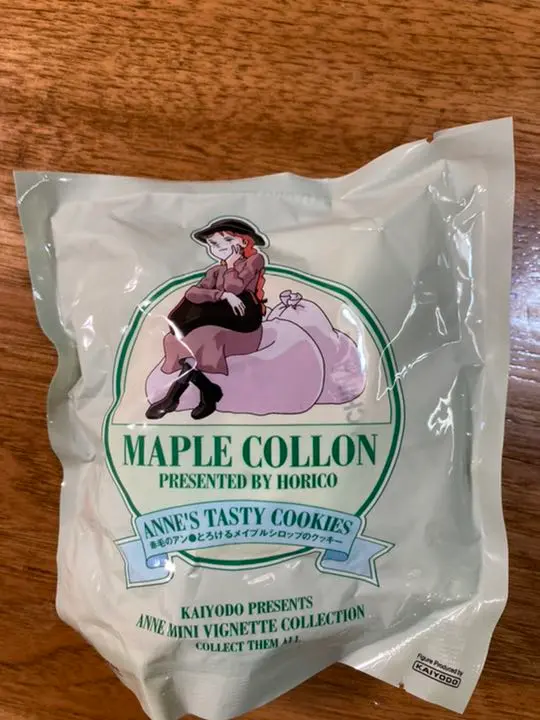 MAPLE COLLON
PRESENTED BY HORICO
ANNE'S TASTY COOKIES
赤毛のアン●とろけるメイプルシロップのクッキー
KAIYODO PRESENTS
ANNE MINI VIGNETTE COLLECTION
COLLECT THEM ALL
Figure Produced by
KAIYODO